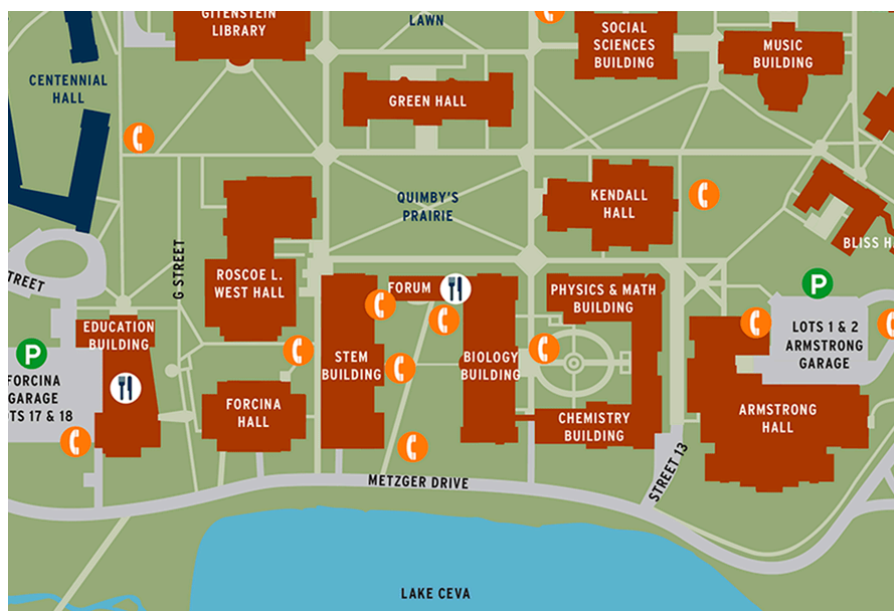 GITENSTEIN
LIBRARY
LAWN
SOCIAL
SCIENCES
BUILDING
MUSIC
BUILDING
CENTENNIAL
HALL
GREEN HALL
QUIMBY'S
PRAIRIE
KENDALL
HALL
BLISS HA
STREET
G STREET
ROSCOE L.
WEST HALL
FORUM
PHYSICS & MATH
BUILDING
P
EDUCATION
BUILDING
P
FORCINA
GARAGE
TS 17 & 18
STEM
BUILDING
BIOLOGY
BUILDING
LOTS 1 & 2
ARMSTRONG
GARAGE
FORCINA
HALL
CHEMISTRY
BUILDING
ARMSTRONG
HALL
METZGER DRIVE
STREET 13
LAKE CEVA